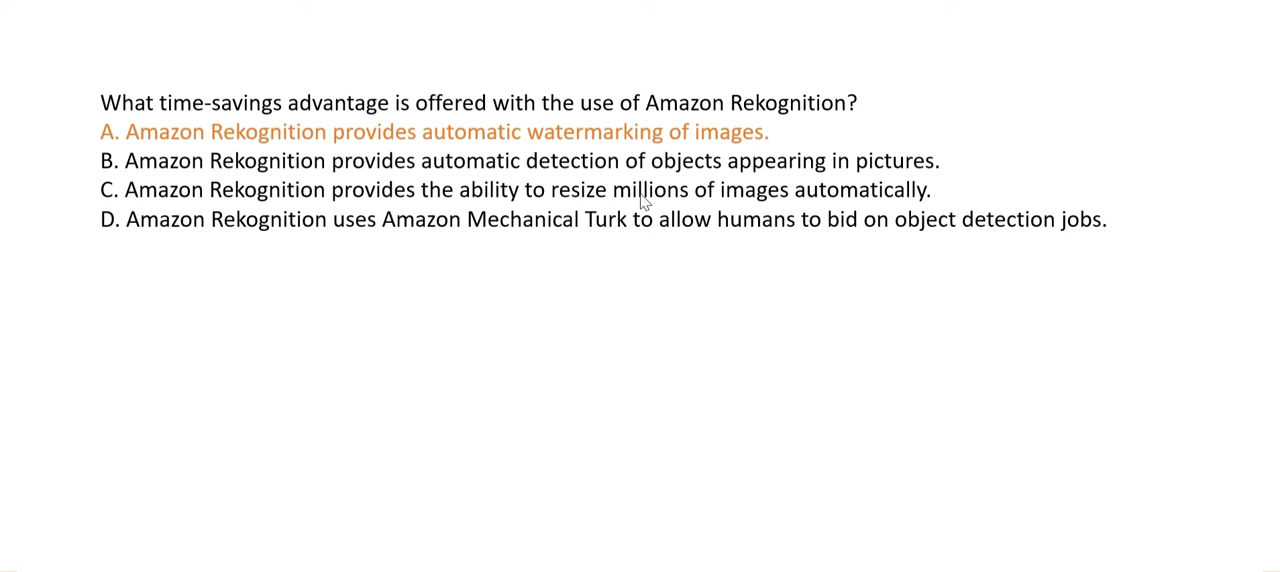 What time-savings advantage is offered with the use of Amazon Rekognition?
A. Amazon Rekognition provides automatic watermarking of images.
B. Amazon Rekognition provides automatic detection of objects appearing in pictures.
C. Amazon Rekognition provides the ability to resize millions of images automatically.
D. Amazon Rekognition uses Amazon Mechanical Turk to allow humans to bid on object detection jobs.